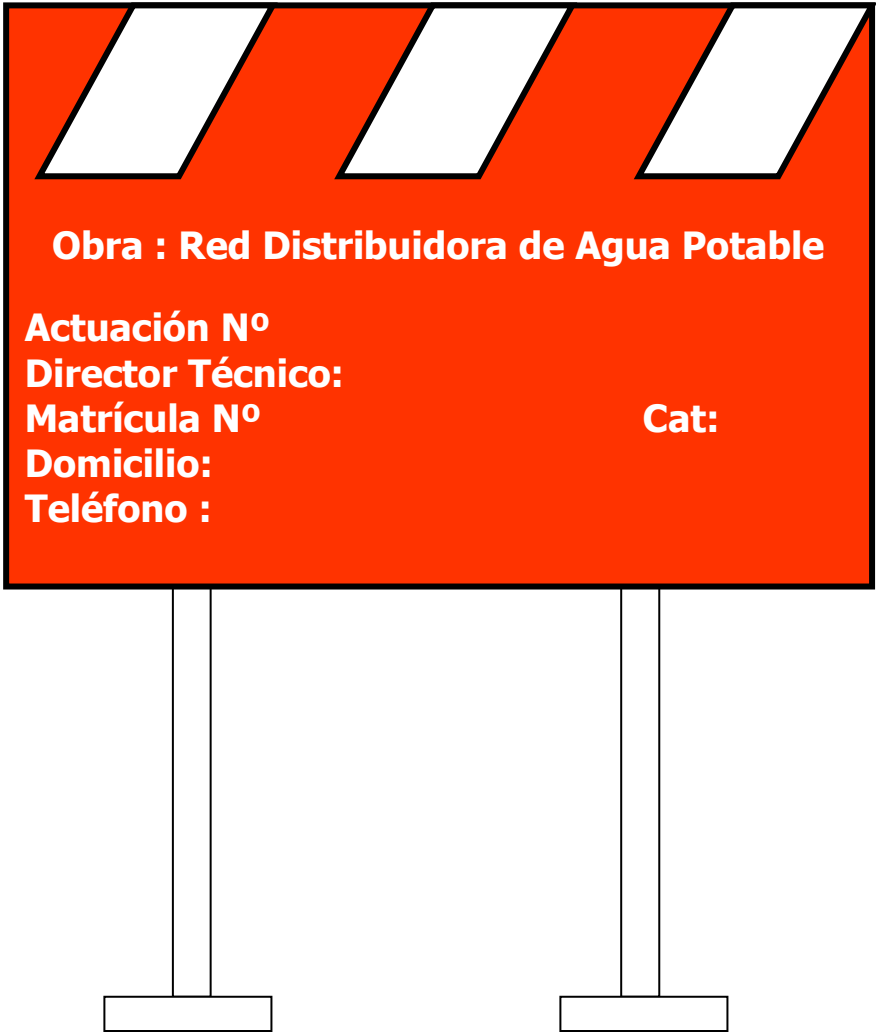 Obra : Red Distribuidora de Agua Potable
Actuación Nº
Director Técnico:
Matrícula Nº Cat:
Domicilio:
Teléfono :